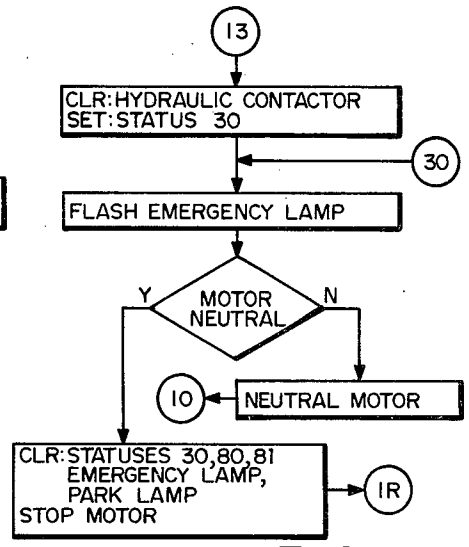 13
CLR:HYDRAULIC CONTACTOR
SET:STATUS 30
30
FLASH EMERGENCY LAMP
MOTOR
NEUTRAL
Y
N
10
NEUTRAL MOTOR
CLR:STATUSES 30,80,81
EMERGENCY LAMP,
PARK LAMP
STOP MOTOR
1R